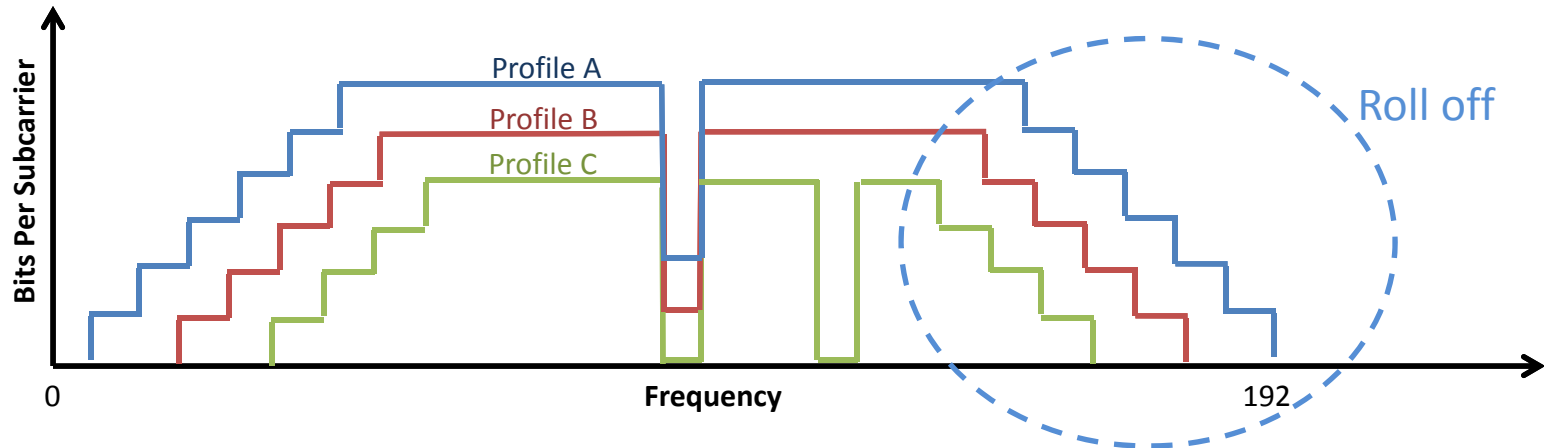 Bits Per Subcarrier
Profile A
Profile B
Profile C
Roll off
0
Frequency
192